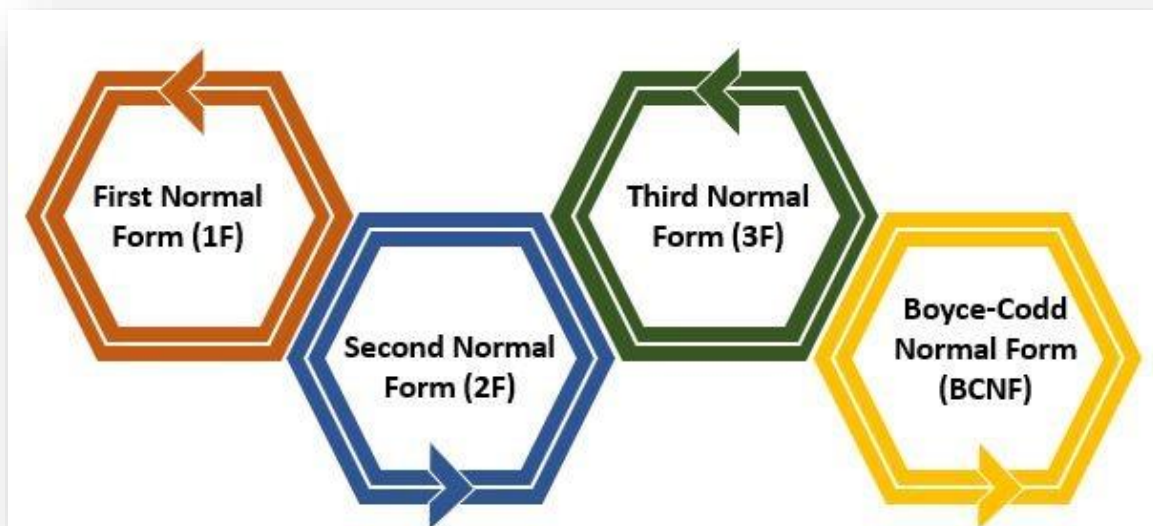 First Normal
Form (1F)
Second Normal
Form (2F)
Third Normal
Form (3F)
Boyce-Codd
Normal Form
(BCNF)